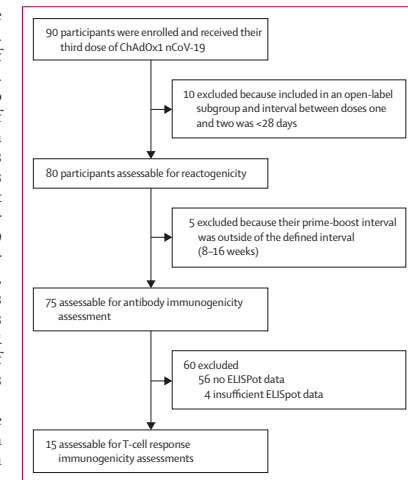 90 participants were enrolled and received their
third dose of ChAdOx1 nCoV-19
10 excluded because included in an open-label
subgroup and interval between doses one
and two was <28 days
80 participants assessable for reactogenicity
5 excluded because their prime-boost interval
was outside of the defined interval
(8–16 weeks)
75 assessable for antibody immunogenicity
assessment
60 excluded
56 no ELISpot data
4 insufficient ELISpot data
15 assessable for T-cell response
immunogenicity assessments